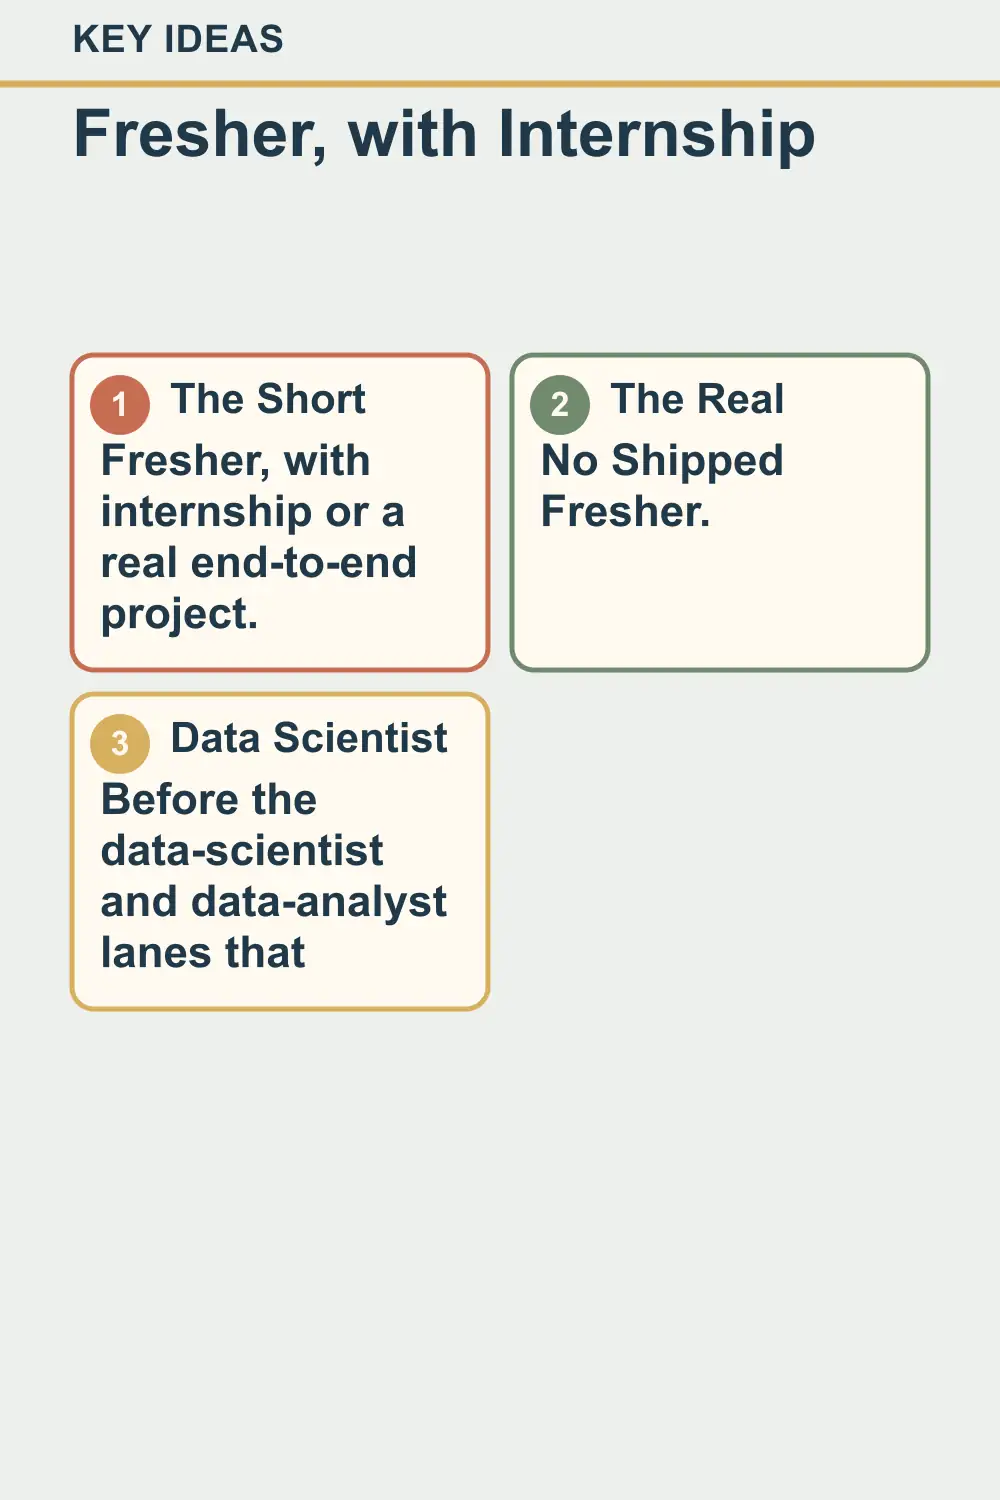 KEY IDEAS
Fresher, with Internship
1 The Short
Fresher, with
internship or a
real end-to-end
project.
2 The Real
No Shipped
Fresher.
3 Data Scientist
Before the
data-scientist
and data-analyst
lanes that